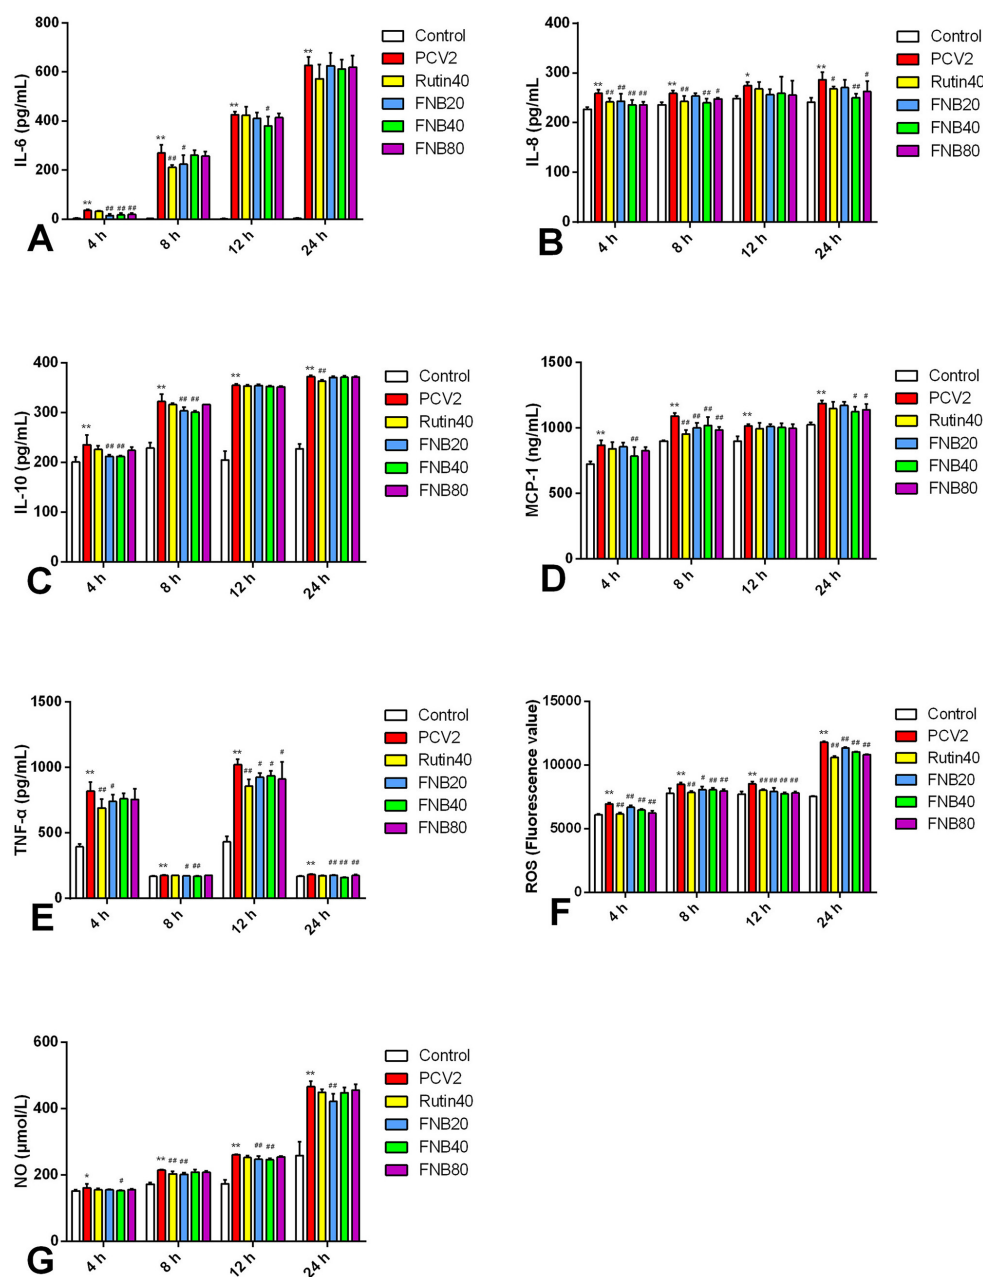 IL-6 (pg/mL)
800
600
400
200
0
** ** ** **
## ## ## ## # #
4 h 8 h 12 h 24 h
Control
PCV2
Rutin40
FNB20
FNB40
FNB80
A
IL-8 (pg/mL)
400
300
200
100
0
** ## ## ## ## ** ## ## # * ** # ## #
4 h 8 h 12 h 24 h
Control
PCV2
Rutin40
FNB20
FNB40
FNB80
B
IL-10 (pg/mL)
400
300
200
100
0
** ## ## ** ## ## ** ** ##
4 h 8 h 12 h 24 h
Control
PCV2
Rutin40
FNB20
FNB40
FNB80
C
MCP-1 (ng/mL)
1500
1000
500
0
** ## ** ## ## ## ## ** ** # #
4 h 8 h 12 h 24 h
Control
PCV2
Rutin40
FNB20
FNB40
FNB80
D
TNF-α (pg/mL)
1500
1000
500
0
** ## # ** # ## ** ## # # # ** ## ## ##
4 h 8 h 12 h 24 h
Control
PCV2
Rutin40
FNB20
FNB40
FNB80
E
ROS (Fluorescence value)
15000
10000
5000
0
** ## ## ## ## ** ## # ## ## ** ## ## ## ## ** ## ## ## ##
4 h 8 h 12 h 24 h
Control
PCV2
Rutin40
FNB20
FNB40
FNB80
F
NO (μmol/L)
600
400
200
0
* # ** ## ## ** ## ## ** ##
4 h 8 h 12 h 24 h
Control
PCV2
Rutin40
FNB20
FNB40
FNB80
G